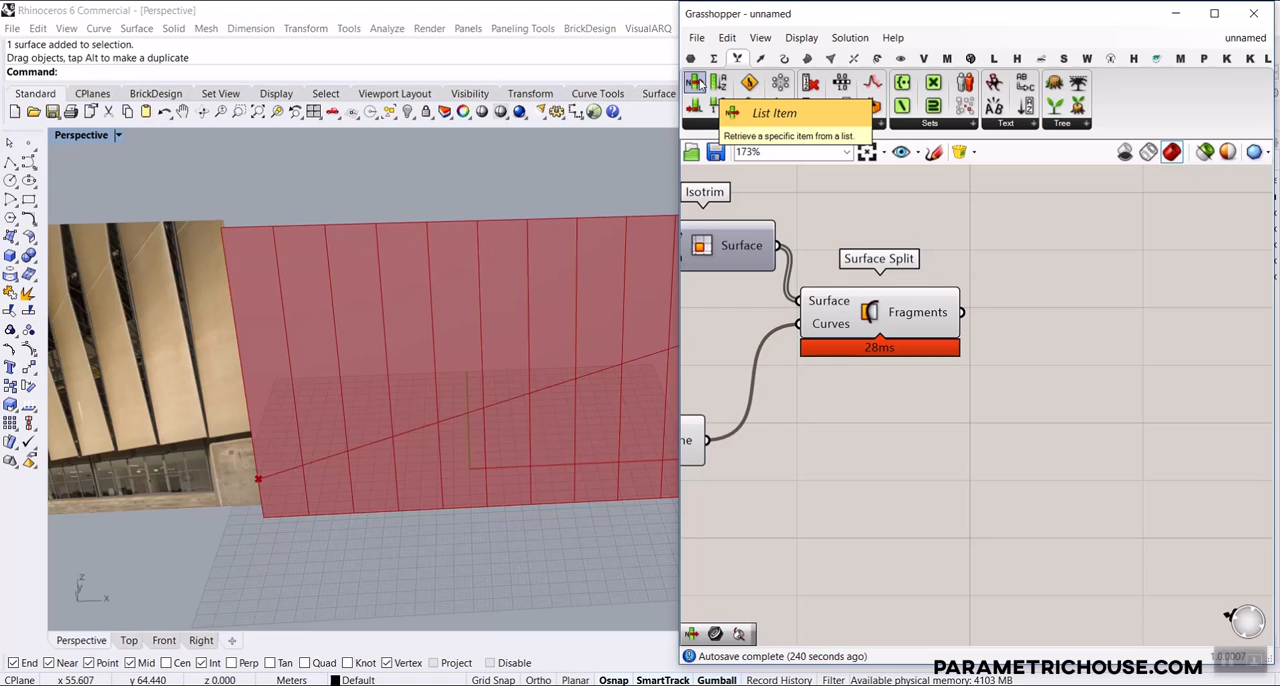 Rhinoceros 6 Commercial - [Perspective]
File Edit View Curve Surface Solid Mesh Dimension Transform Tools Analyze Render Panels Paneling Tools BrickDesign VisualARQ
1 surface added to selection.
Drag objects, tap Alt to make a duplicate
Command:
Standard CPlanes BrickDesign Set View Display Select Viewport Layout Visibility Transform Curve Tools Surface
Perspective
Perspective Top Front Right
End Near Point Mid Cen Int Perp Tan Quad Knot Vertex Project Disable
CPlane x 55.607 y 64.440 z 0.000 Meters Default Grid Snap Ortho Planar Osnap SmartTrack Gumball Record History Filter Available physical memory: 4103 MB
z
y
x
Grasshopper - unnamed
File Edit View Display Solution Help unnamed
V M L H S W H M P L K L
List Item
Retrieve a specific item from a list.
Sets Text Tree
173%
Isotrim
Surface
Surface Split
Surface
Curves
Fragments
28ms
ne
Autosave complete (240 seconds ago)
1.0.0007
PARAMETRICHOUSE.COM